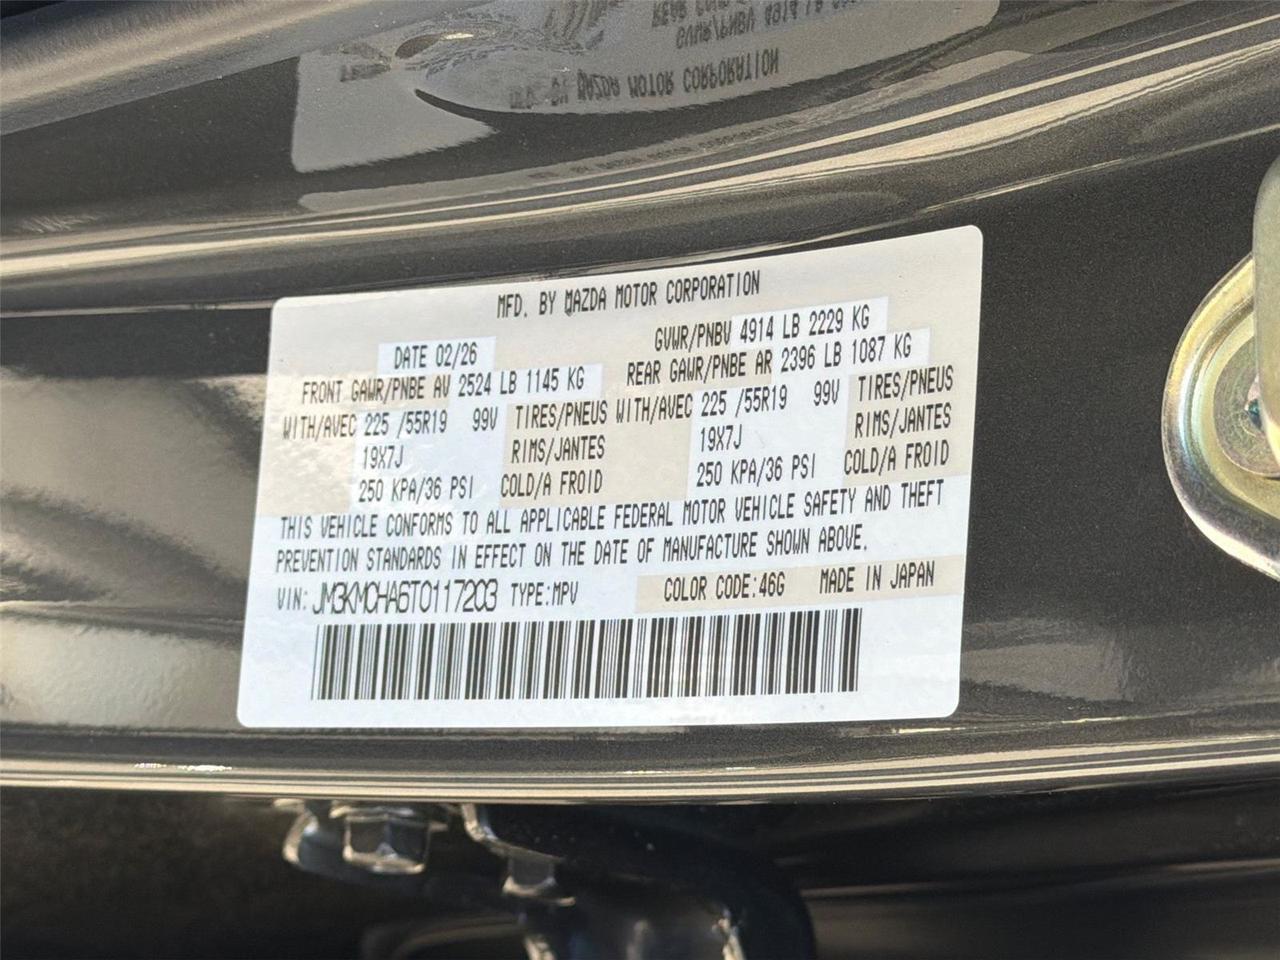 MFD. BY MAZDA MOTOR CORPORATION
DATE 02/26 GVWR/PNBV 4914 LB 2229 KG
FRONT GAWR/PNBE AV 2524 LB 1145 KG REAR GAWR/PNBE AR 2396 LB 1087 KG
WITH/AVEC 225 /55R19 99V TIRES/PNEUS WITH/AVEC 225 /55R19 99V TIRES/PNEUS
19X7J RIMS/JANTES 19X7J RIMS/JANTES
250 KPA/36 PSI COLD/A FROID 250 KPA/36 PSI COLD/A FROID
THIS VEHICLE CONFORMS TO ALL APPLICABLE FEDERAL MOTOR VEHICLE SAFETY AND THEFT
PREVENTION STANDARDS IN EFFECT ON THE DATE OF MANUFACTURE SHOWN ABOVE.
VIN: JM3KMCHA6T0117203 TYPE:MPV COLOR CODE:46G MADE IN JAPAN